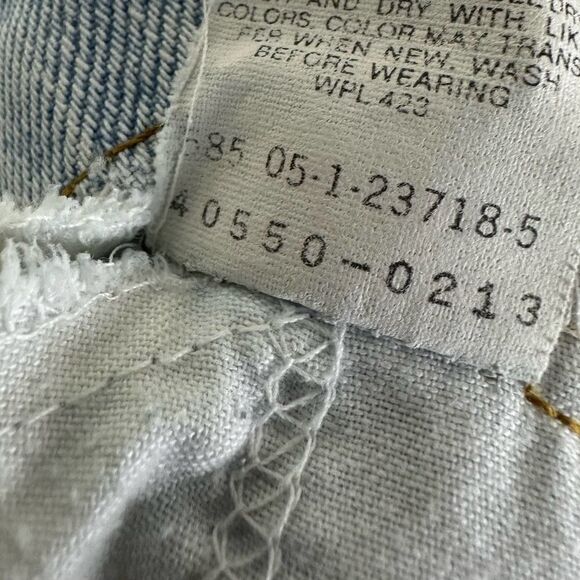 AND DRY WITH LIK
COLORS. COLOR MAY TRANS
FER WHEN NEW. WASH
BEFORE WEARING
WPL 423
85 05-1-23718-5
40550-0213